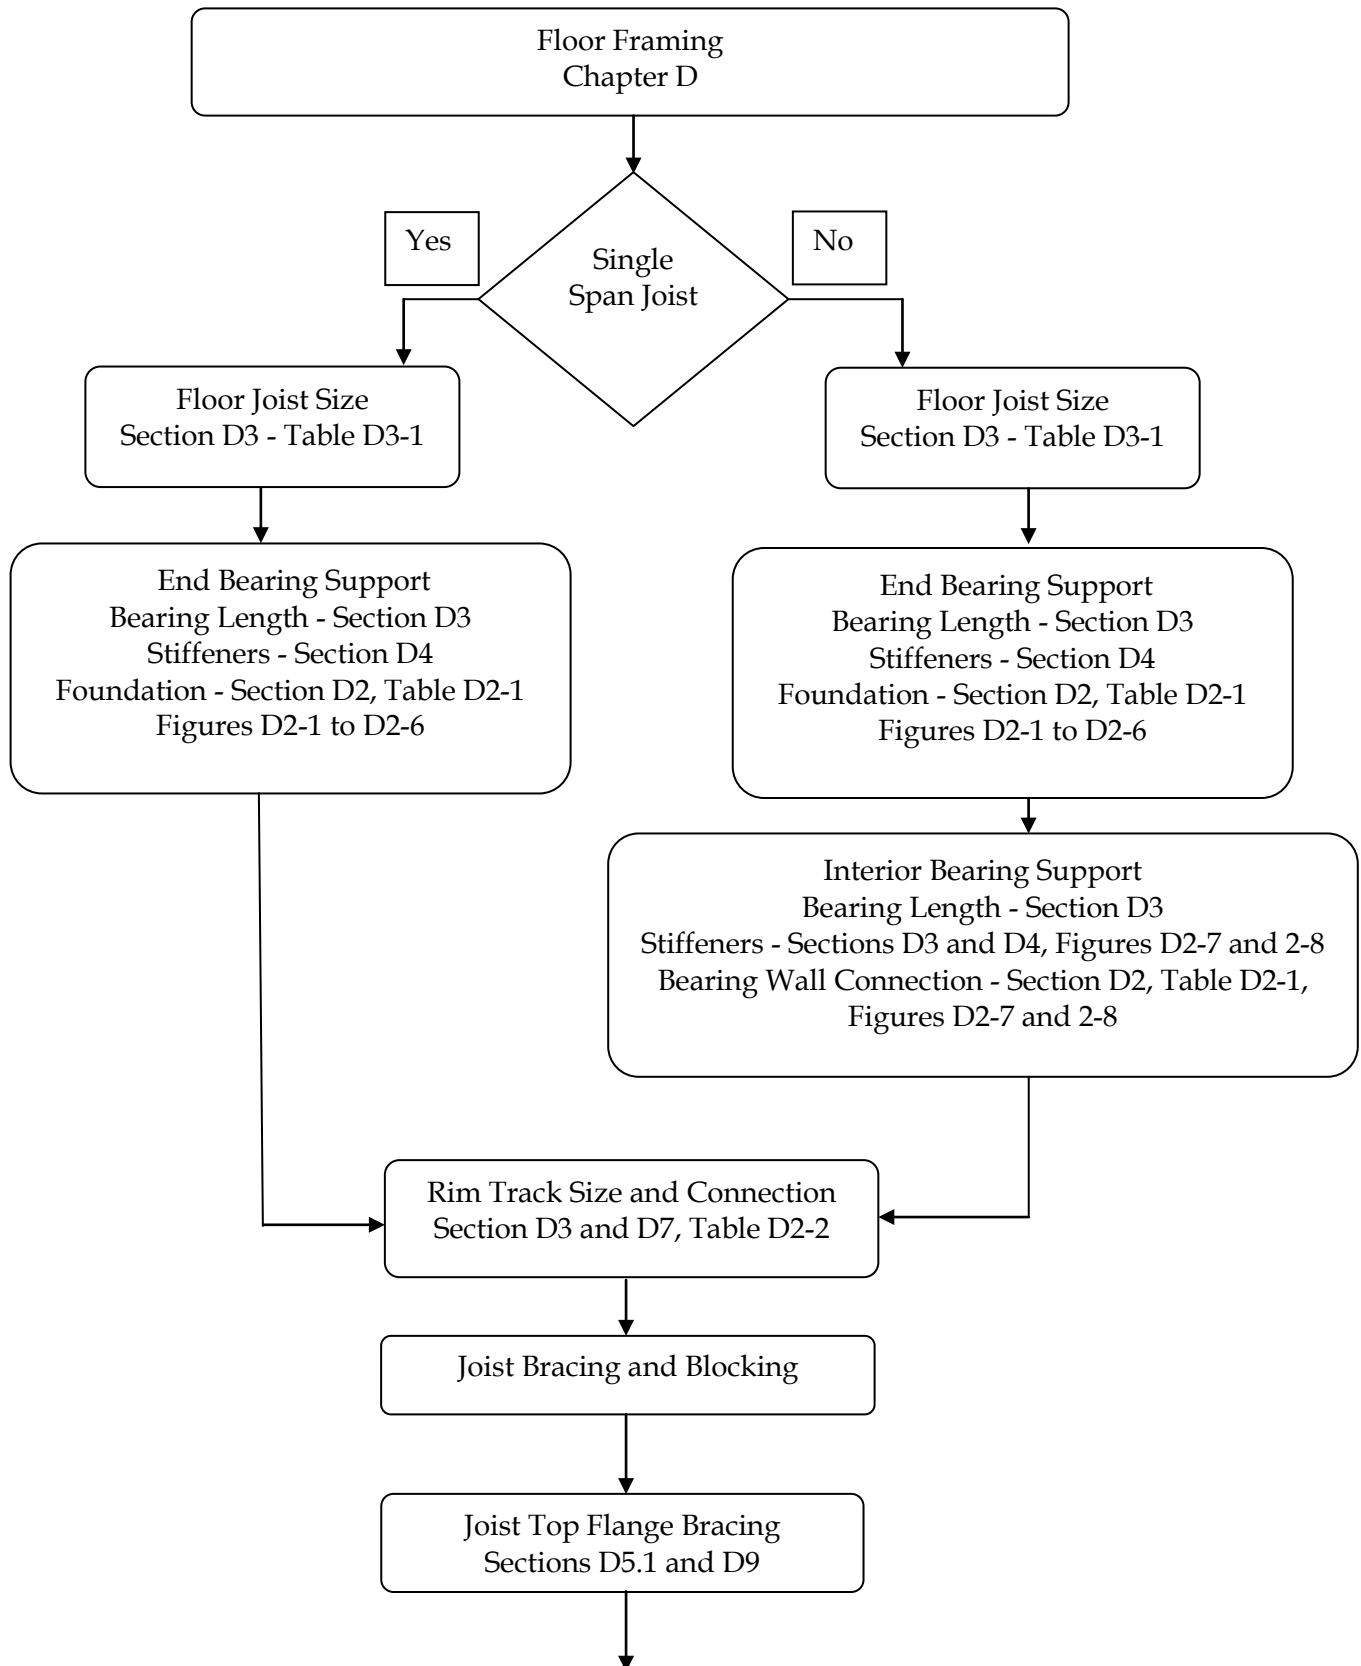 Floor Framing
Chapter D
Yes
No
Single
Span Joist
Floor Joist Size
Section D3 - Table D3-1
Floor Joist Size
Section D3 - Table D3-1
End Bearing Support
Bearing Length - Section D3
Stiffeners - Section D4
Foundation - Section D2, Table D2-1
Figures D2-1 to D2-6
End Bearing Support
Bearing Length - Section D3
Stiffeners - Section D4
Foundation - Section D2, Table D2-1
Figures D2-1 to D2-6
Interior Bearing Support
Bearing Length - Section D3
Stiffeners - Sections D3 and D4, Figures D2-7 and 2-8
Bearing Wall Connection - Section D2, Table D2-1,
Figures D2-7 and 2-8
Rim Track Size and Connection
Section D3 and D7, Table D2-2
Joist Bracing and Blocking
Joist Top Flange Bracing
Sections D5.1 and D9